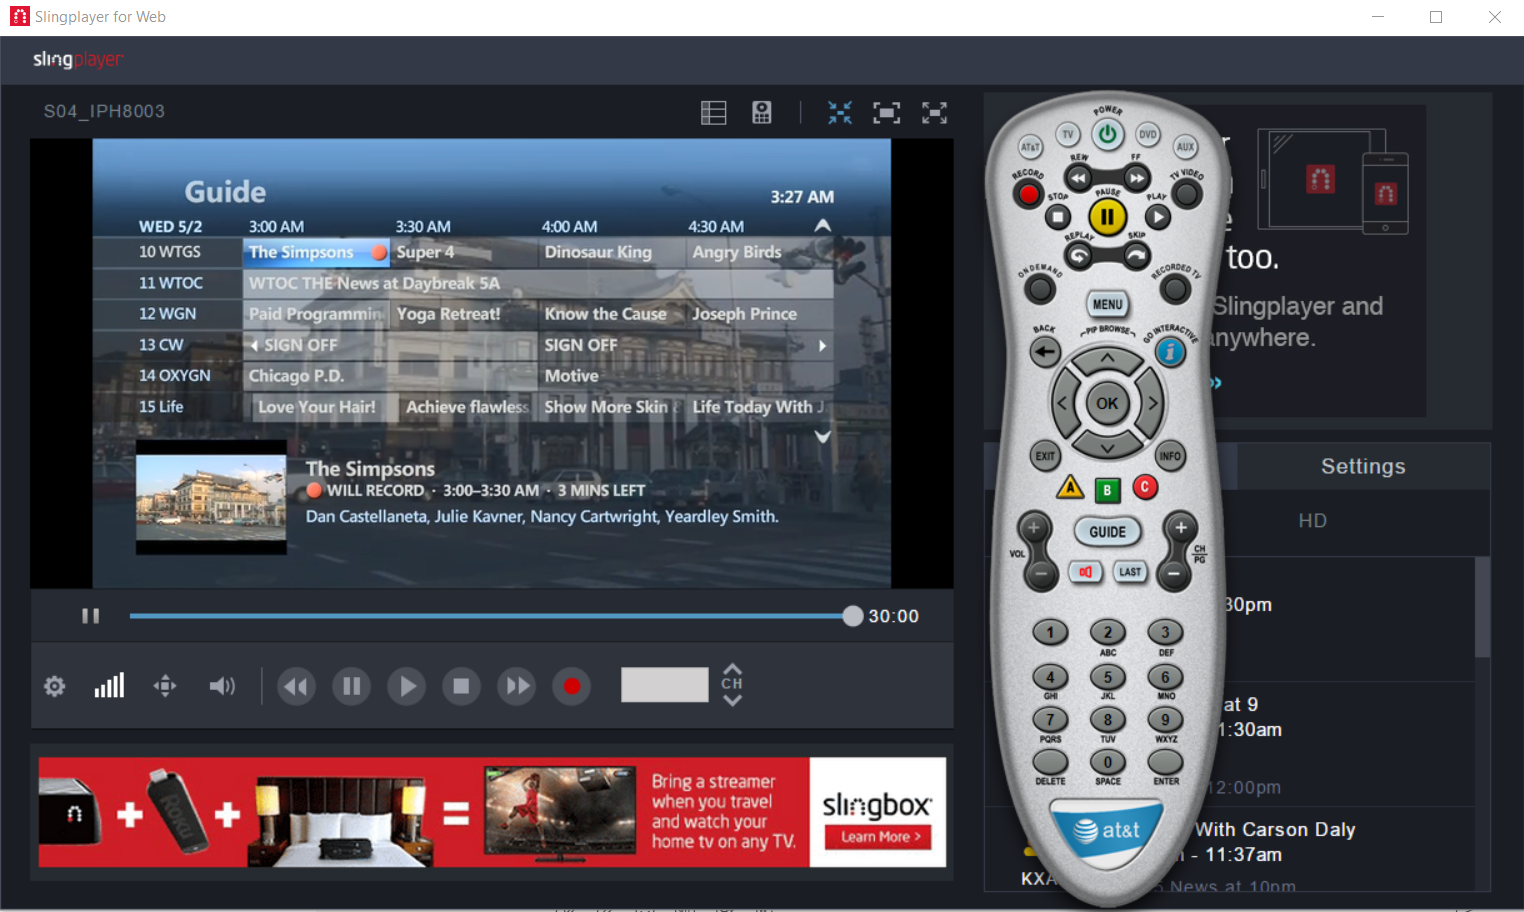 Slingplayer for Web
slingplayer
S04_IPH8003
Guide
3:27 AM
WED 5/2 3:00 AM 3:30 AM 4:00 AM 4:30 AM
10 WTGS The Simpsons Super 4 Dinosaur King Angry Birds
11 WTOC WTOC THE News at Daybreak 5A
12 WGN Paid Programmin Yoga Retreat! Know the Cause Joseph Prince
13 CW SIGN OFF SIGN OFF
14 OXYGN Chicago P.D. Motive
15 Life Love Your Hair! Achieve flawless Show More Skin Life Today With J
The Simpsons
WILL RECORD · 3:00–3:30 AM · 3 MINS LEFT
Dan Castellaneta, Julie Kavner, Nancy Cartwright, Yeardley Smith.
30:00
CH
Roku
Bring a streamer
when you travel
and watch your
home tv on any TV.
slingbox
Learn More >
POWER
AT&T TV DVD AUX
REW FF
RECORD TV VIDEO
STOP PAUSE PLAY
REPLAY SKIP
ON DEMAND RECORDED TV
MENU
BACK PIP BROWSE GO INTERACTIVE
OK
EXIT INFO
A B C
GUIDE
VOL CH PG
LAST
1 2 3
ABC DEF
4 5 6
GHI JKL MNO
7 8 9
PQRS TUV WXYZ
0
DELETE SPACE ENTER
at&t
too.
Slingplayer and
nywhere.
»
Settings
HD
30pm
at 9
1:30am
12:00pm
With Carson Daly
- 11:37am
KXA
News at 10pm